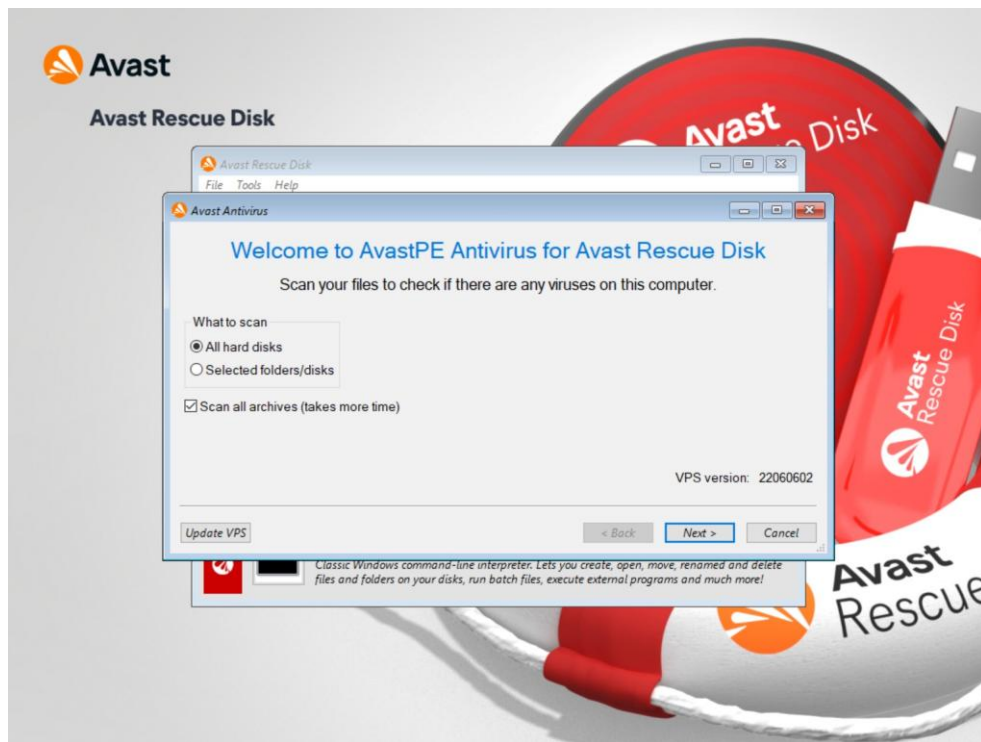 Avast
Avast Rescue Disk
Avast
Disk
Avast Rescue Disk
File Tools Help
Avast Antivirus
Welcome to AvastPE Antivirus for Avast Rescue Disk
Scan your files to check if there are any viruses on this computer.
What to scan
All hard disks
Selected folders/disks
Scan all archives (takes more time)
VPS version: 22060602
Update VPS
< Back
Next >
Cancel
Classic Windows command-line interpreter. Lets you create, open, move, renamed and delete
files and folders on your disks, run batch files, execute external programs and much more!
Avast
Rescue Disk
Avast
Rescue